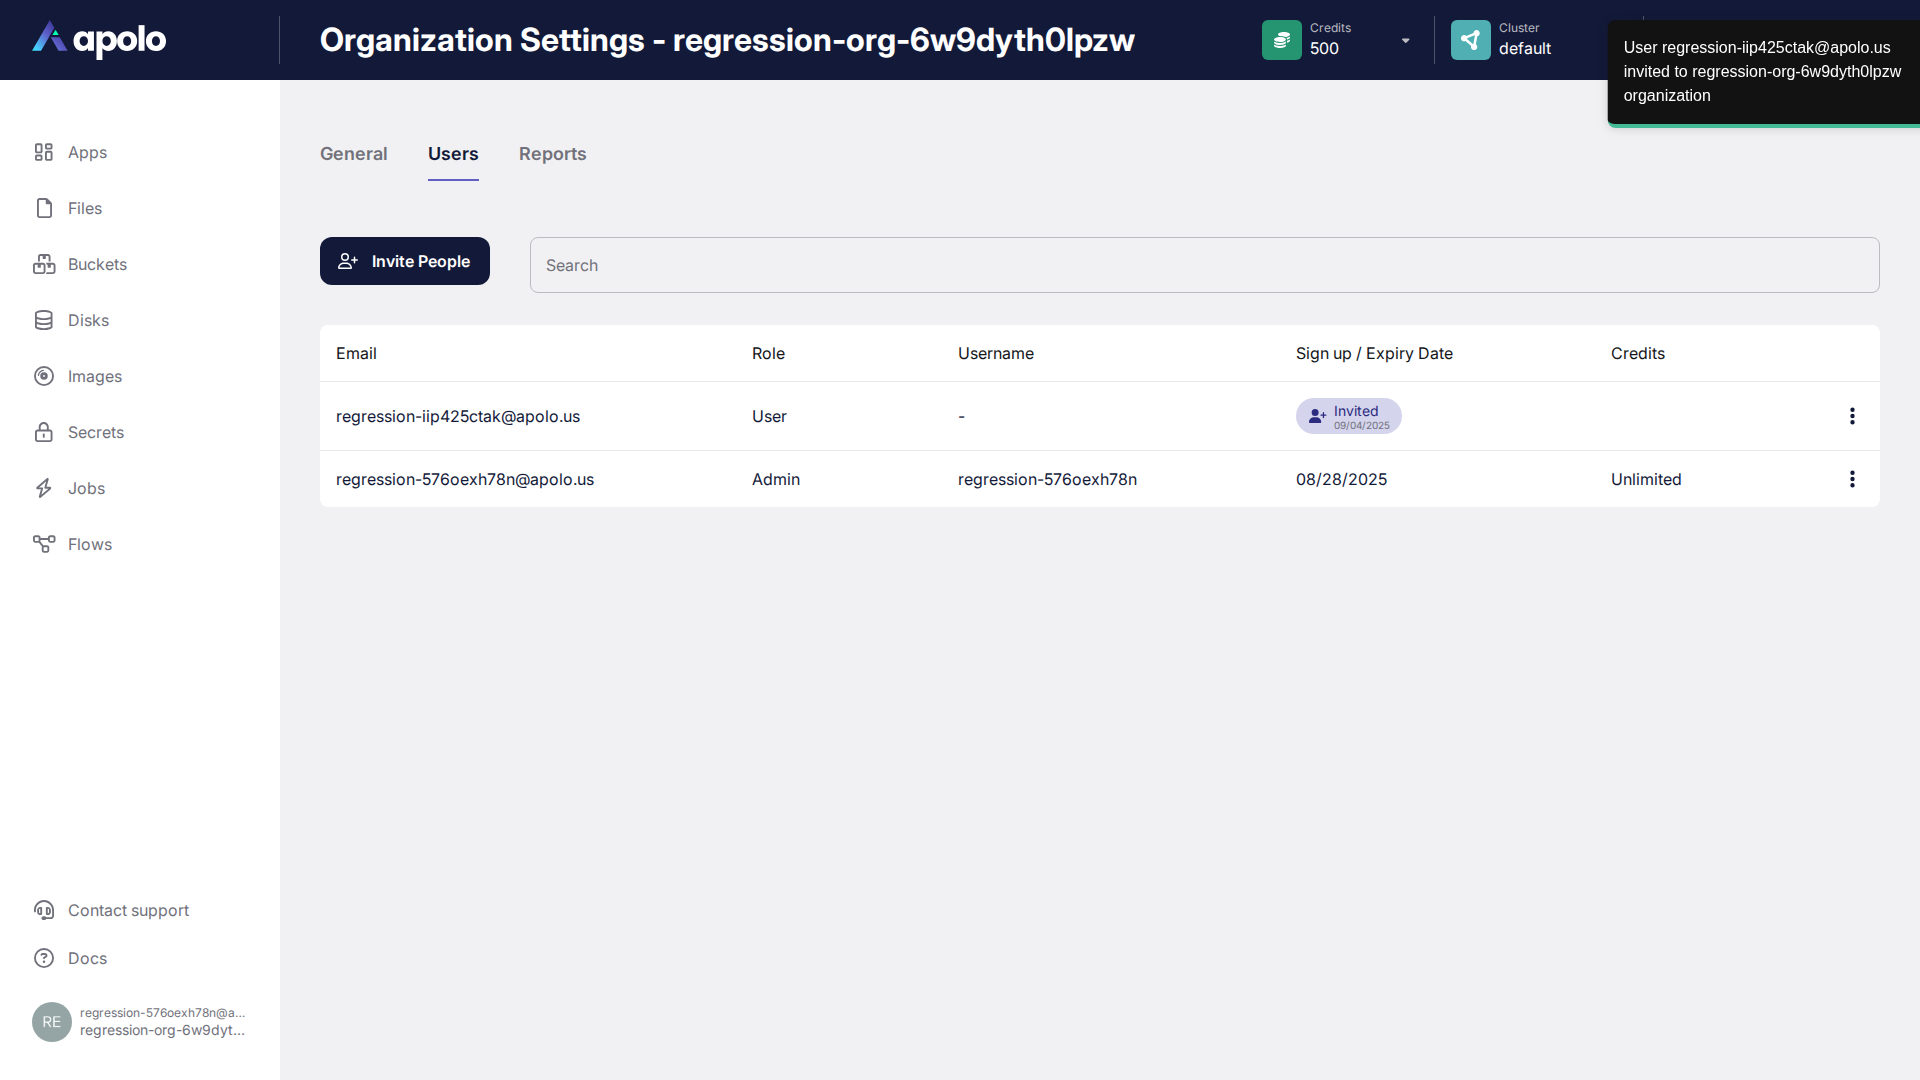 apolo
Organization Settings - regression-org-6w9dyth0lpzw
Credits
500
Cluster
default
User regression-iip425ctak@apolo.us
invited to regression-org-6w9dyth0lpzw
organization
Apps
Files
Buckets
Disks
Images
Secrets
Jobs
Flows
General Users Reports
Invite People
Search
Email Role Username Sign up / Expiry Date Credits
regression-iip425ctak@apolo.us User - Invited
09/04/2025
regression-576oexh78n@apolo.us Admin regression-576oexh78n 08/28/2025 Unlimited
Contact support
Docs
RE
regression-576oexh78n@a...
regression-org-6w9dyt...